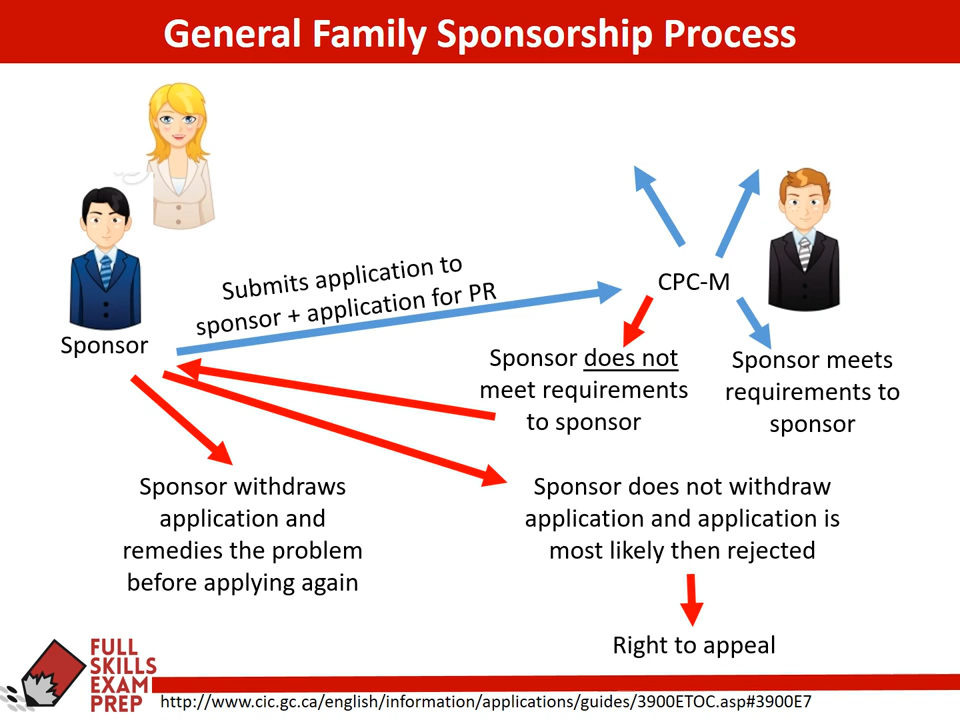 General Family Sponsorship Process
Submits application to
sponsor + application for PR
CPC-M
Sponsor
Sponsor does not
meet requirements
to sponsor
Sponsor meets
requirements to
sponsor
Sponsor withdraws
application and
remedies the problem
before applying again
Sponsor does not withdraw
application and application is
most likely then rejected
Right to appeal
FULL
SKILLS
EXAM
PREP
http://www.cic.gc.ca/english/information/applications/guides/3900ETOC.asp#3900E7